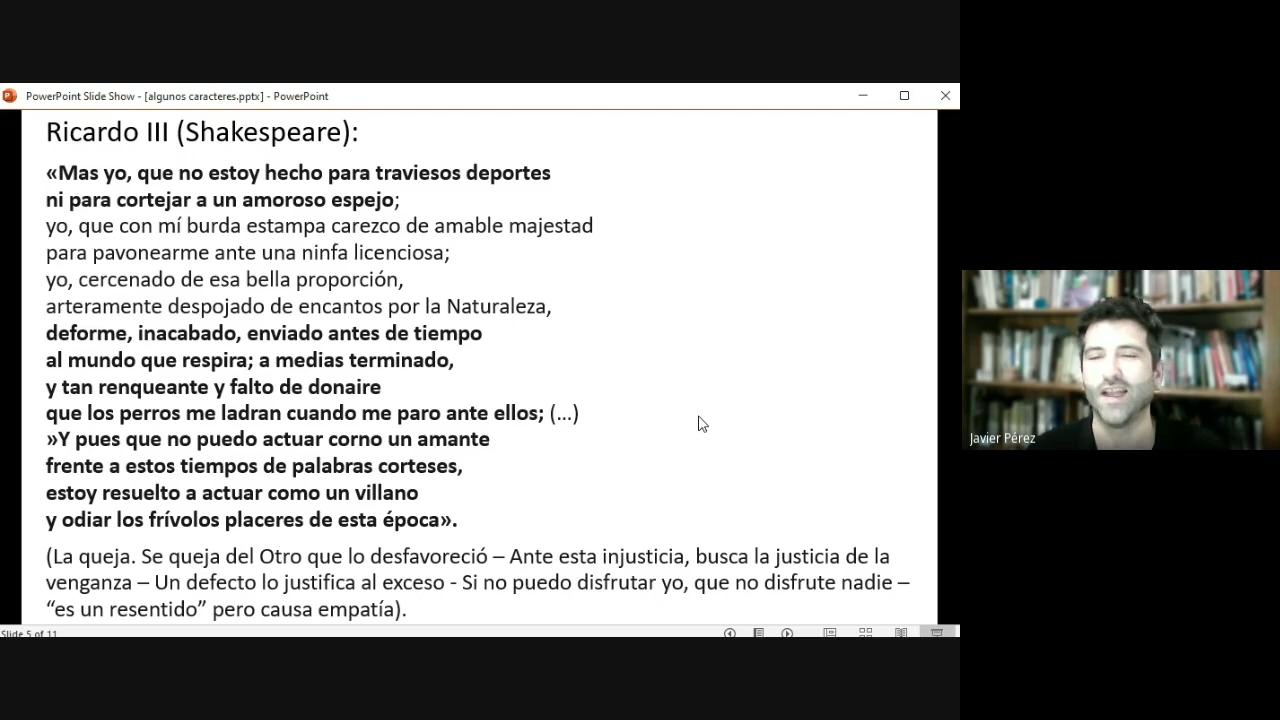 PowerPoint Slide Show - [algunos caracteres.pptx] - PowerPoint
Ricardo III (Shakespeare):
«Mas yo, que no estoy hecho para traviesos deportes
ni para cortejar a un amoroso espejo;
yo, que con mí burda estampa carezco de amable majestad
para pavonearme ante una ninfa licenciosa;
yo, cercenado de esa bella proporción,
arteramente despojado de encantos por la Naturaleza,
deforme, inacabado, enviado antes de tiempo
al mundo que respira; a medias terminado,
y tan renqueante y falto de donaire
que los perros me ladran cuando me paro ante ellos; (...)
»Y pues que no puedo actuar corno un amante
frente a estos tiempos de palabras corteses,
estoy resuelto a actuar como un villano
y odiar los frívolos placeres de esta época».
(La queja. Se queja del Otro que lo desfavoreció – Ante esta injusticia, busca la justicia de la
venganza – Un defecto lo justifica al exceso - Si no puedo disfrutar yo, que no disfrute nadie –
“es un resentido” pero causa empatía).
Slide 5 of 11
Javier Pérez